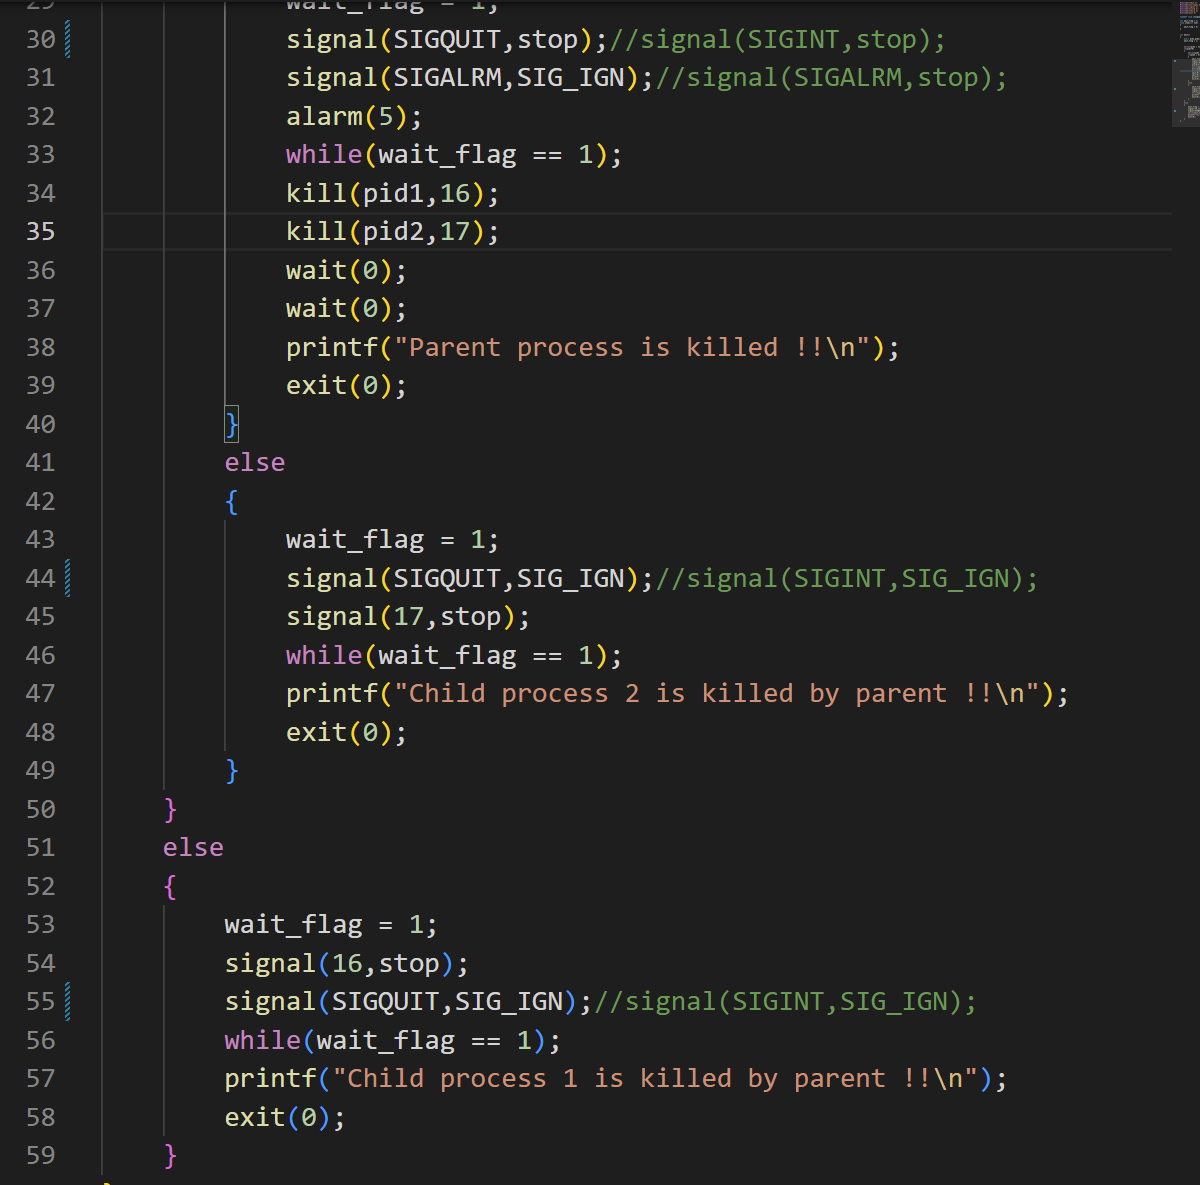 29 wait_flag = 1;
30 signal(SIGQUIT,stop);//signal(SIGINT,stop);
31 signal(SIGALRM,SIG_IGN);//signal(SIGALRM,stop);
32 alarm(5);
33 while(wait_flag == 1);
34 kill(pid1,16);
35 kill(pid2,17);
36 wait(0);
37 wait(0);
38 printf("Parent process is killed !!\n");
39 exit(0);
40 }
41 else
42 {
43 wait_flag = 1;
44 signal(SIGQUIT,SIG_IGN);//signal(SIGINT,SIG_IGN);
45 signal(17,stop);
46 while(wait_flag == 1);
47 printf("Child process 2 is killed by parent !!\n");
48 exit(0);
49 }
50 }
51 else
52 {
53 wait_flag = 1;
54 signal(16,stop);
55 signal(SIGQUIT,SIG_IGN);//signal(SIGINT,SIG_IGN);
56 while(wait_flag == 1);
57 printf("Child process 1 is killed by parent !!\n");
58 exit(0);
59 }